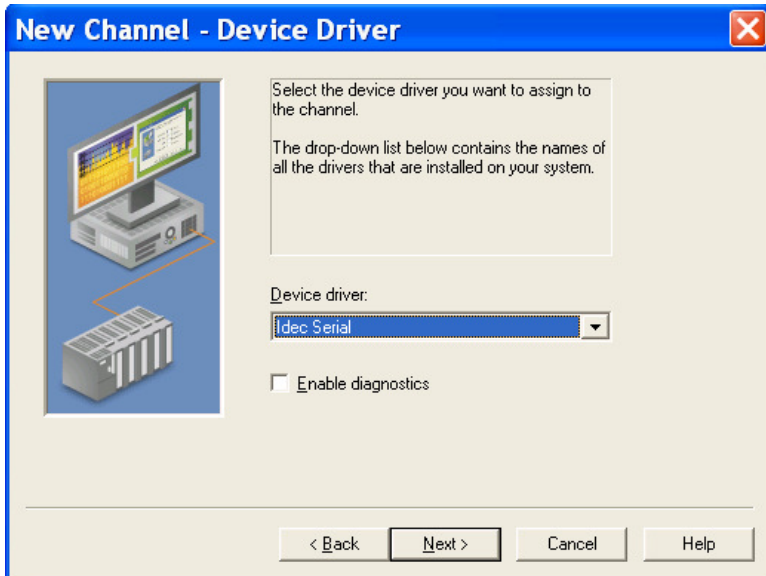 New Channel - Device Driver
Select the device driver you want to assign to
the channel.
The drop-down list below contains the names of
all the drivers that are installed on your system.
Device driver:
Idec Serial
Enable diagnostics
< Back
Next >
Cancel
Help